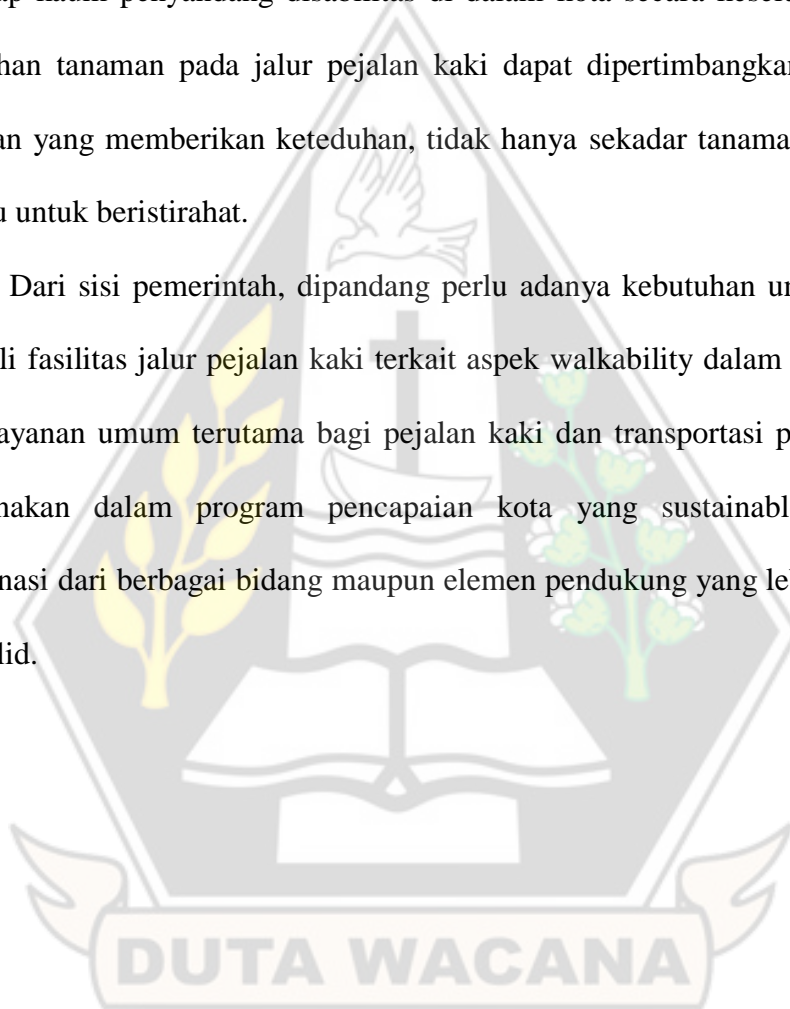 penyandang disabilitas di dalam kota secara
han tanaman pada jalur pejalan kaki dapat dipertimbangkan
an yang memberikan keteduhan, tidak hanya sekadar tanama
u untuk beristirahat.
Dari sisi pemerintah, dipandang perlu adanya kebutuhan un
li fasilitas jalur pejalan kaki terkait aspek walkability dalam
ayanan umum terutama bagi pejalan kaki dan transportasi p
nakan dalam program pencapaian kota yang sustainabl
nasi dari berbagai bidang maupun elemen pendukung yang le
lid.
DUTA WACANA